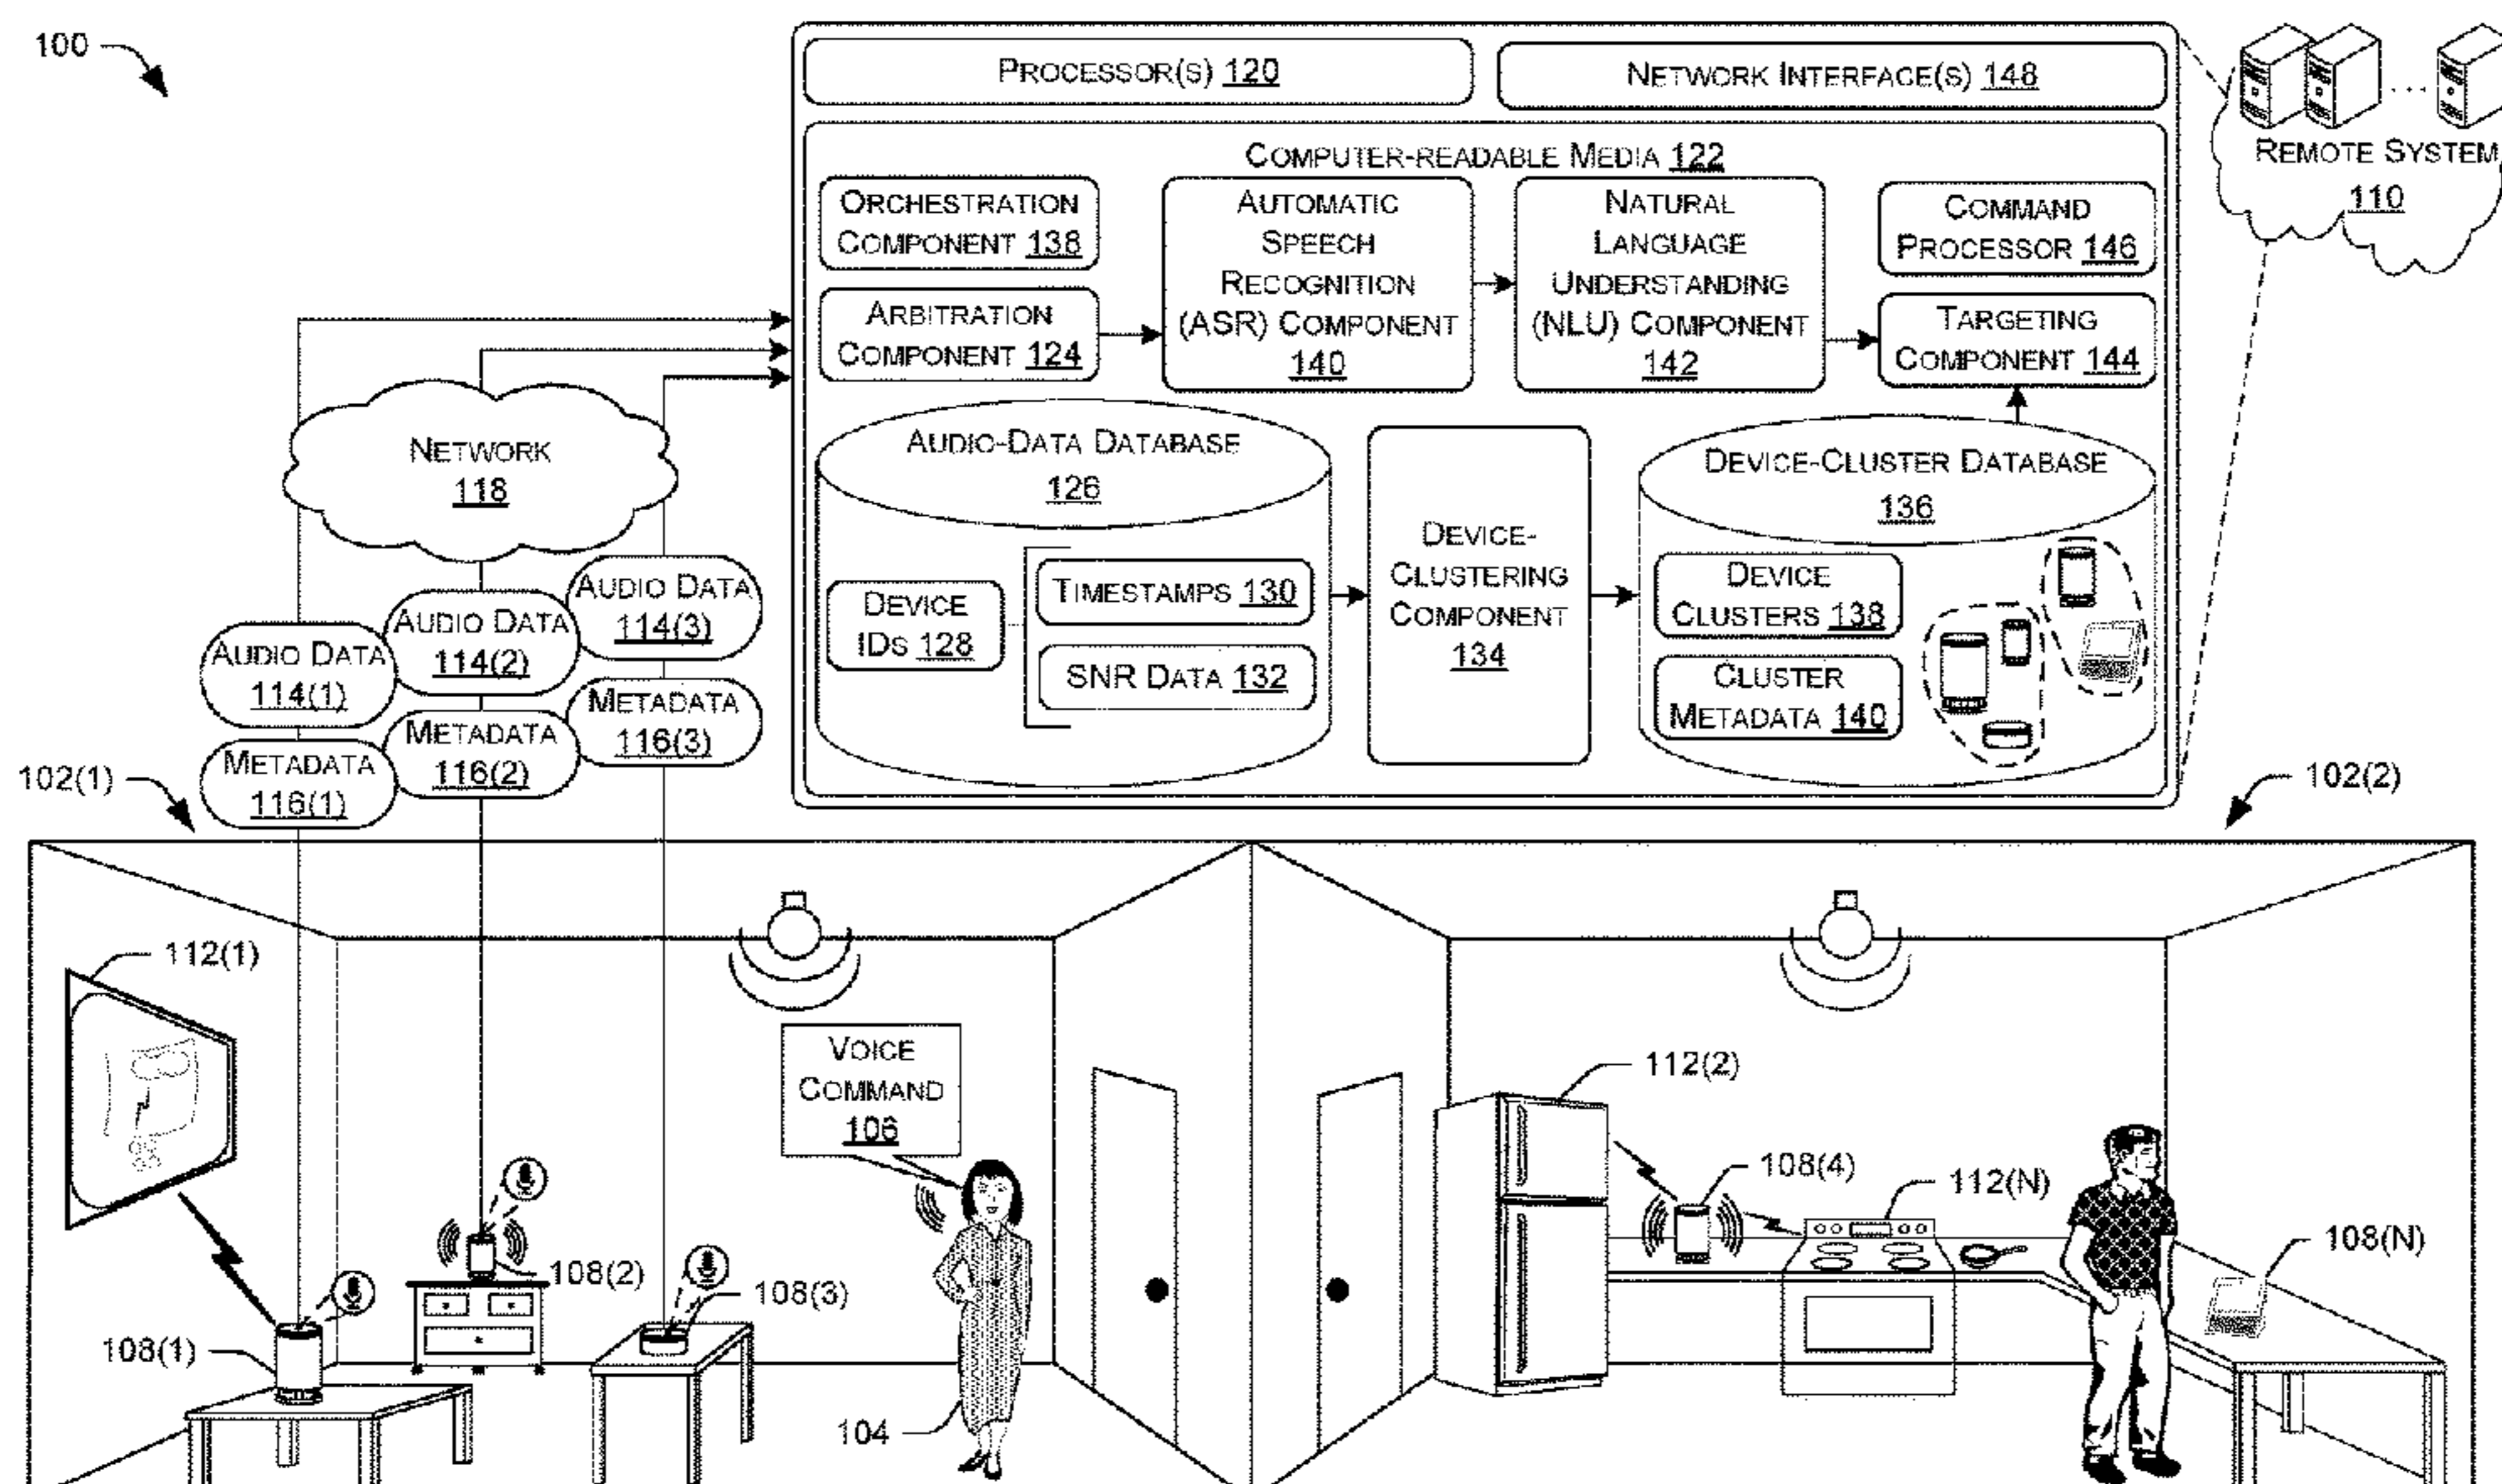 100
PROCESSOR(S) 120
NETWORK INTERFACE(S) 148
COMPUTER-READABLE MEDIA 122
ORCHESTRATION
COMPONENT 138
ARBITRATION
COMPONENT 124
AUTOMATIC
SPEECH
RECOGNITION
(ASR) COMPONENT
140
NATURAL
LANGUAGE
UNDERSTANDING
(NLU) COMPONENT
142
COMMAND
PROCESSOR 146
TARGETING
COMPONENT 144
REMOTE SYSTEM
110
NETWORK
118
AUDIO-DATA DATABASE
126
DEVICE
IDS 128
TIMESTAMPS 130
SNR DATA 132
DEVICE-
CLUSTERING
COMPONENT
134
DEVICE-CLUSTER DATABASE
136
DEVICE
CLUSTERS 138
CLUSTER
METADATA 140
AUDIO DATA
114(1)
AUDIO DATA
114(2)
AUDIO DATA
114(3)
METADATA
116(1)
METADATA
116(2)
METADATA
116(3)
102(1)
102(2)
112(1)
VOICE
COMMAND
106
108(1)
108(2)
108(3)
104
112(2)
108(4)
112(N)
108(N)